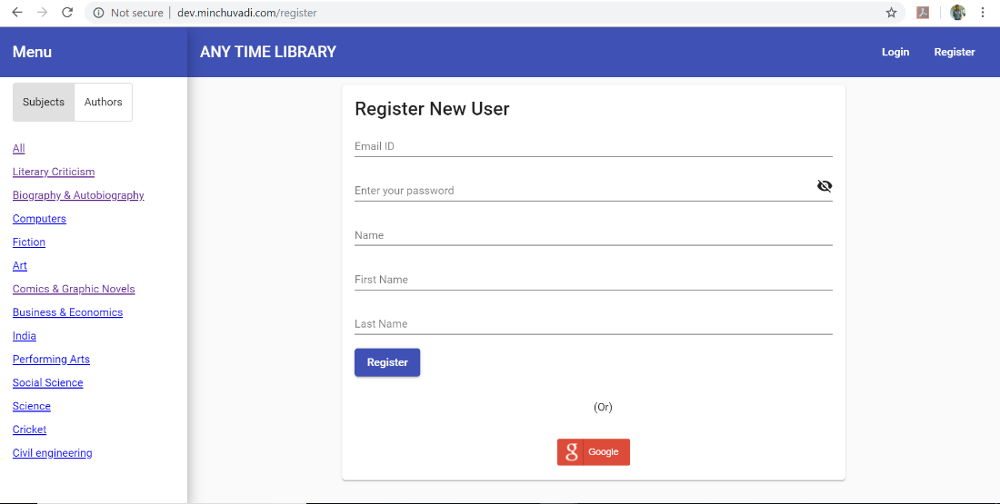 Not secure | dev.minchuvadi.com/register
Menu
ANY TIME LIBRARY
Login
Register
Subjects
Authors
All
Literary Criticism
Biography & Autobiography
Computers
Fiction
Art
Comics & Graphic Novels
Business & Economics
India
Performing Arts
Social Science
Science
Cricket
Civil engineering
Register New User
Email ID
Enter your password
Name
First Name
Last Name
Register
(Or)
g Google